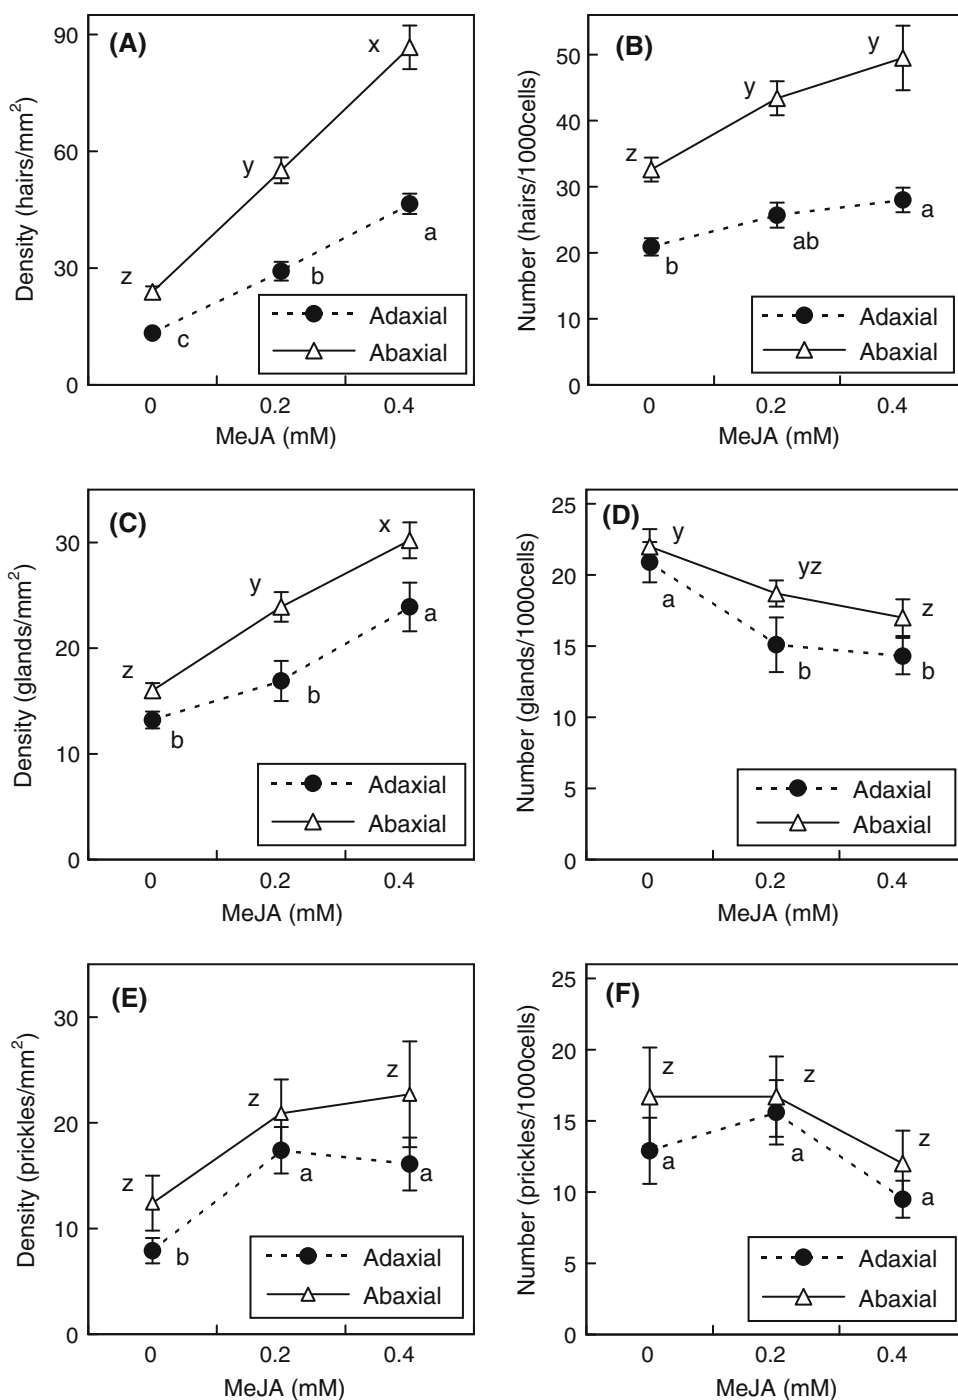 (A)
Density (hairs/mm²)
90
60
30
0
x
y
z
a
b
c
Adaxial
Abaxial
0 0.2 0.4
MeJA (mM)
(B)
Number (hairs/1000cells)
50
40
30
20
10
0
y
y
z
a
ab
b
Adaxial
Abaxial
0 0.2 0.4
MeJA (mM)
(C)
Density (glands/mm²)
30
20
10
0
x
y
z
a
b
b
Adaxial
Abaxial
0 0.2 0.4
MeJA (mM)
(D)
Number (glands/1000cells)
25
20
15
10
5
0
y
yz
z
a
b
b
Adaxial
Abaxial
0 0.2 0.4
MeJA (mM)
(E)
Density (prickles/mm²)
30
20
10
0
z
z
z
a
a
b
Adaxial
Abaxial
0 0.2 0.4
MeJA (mM)
(F)
Number (prickles/1000cells)
25
20
15
10
5
0
z
z
z
a
a
a
Adaxial
Abaxial
0 0.2 0.4
MeJA (mM)